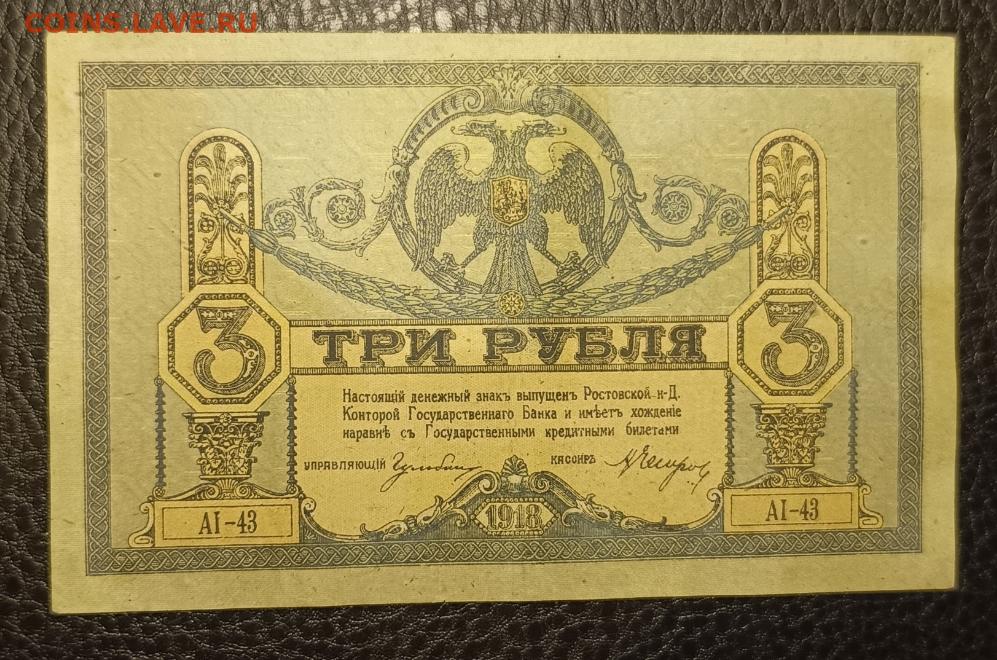 COINS.LAVE.RU
1918
3 ТРИ РУБЛЯ 3
Настоящій денежный знакъ выпущенъ Ростовской-н-Д.
Конторой Государственнаго Банка и имѣетъ хожденіе
наравнѣ съ Государственными кредитными билетами
УПРАВЛЯЮЩІЙ КАССИРЪ
АІ-43 1918 АІ-43